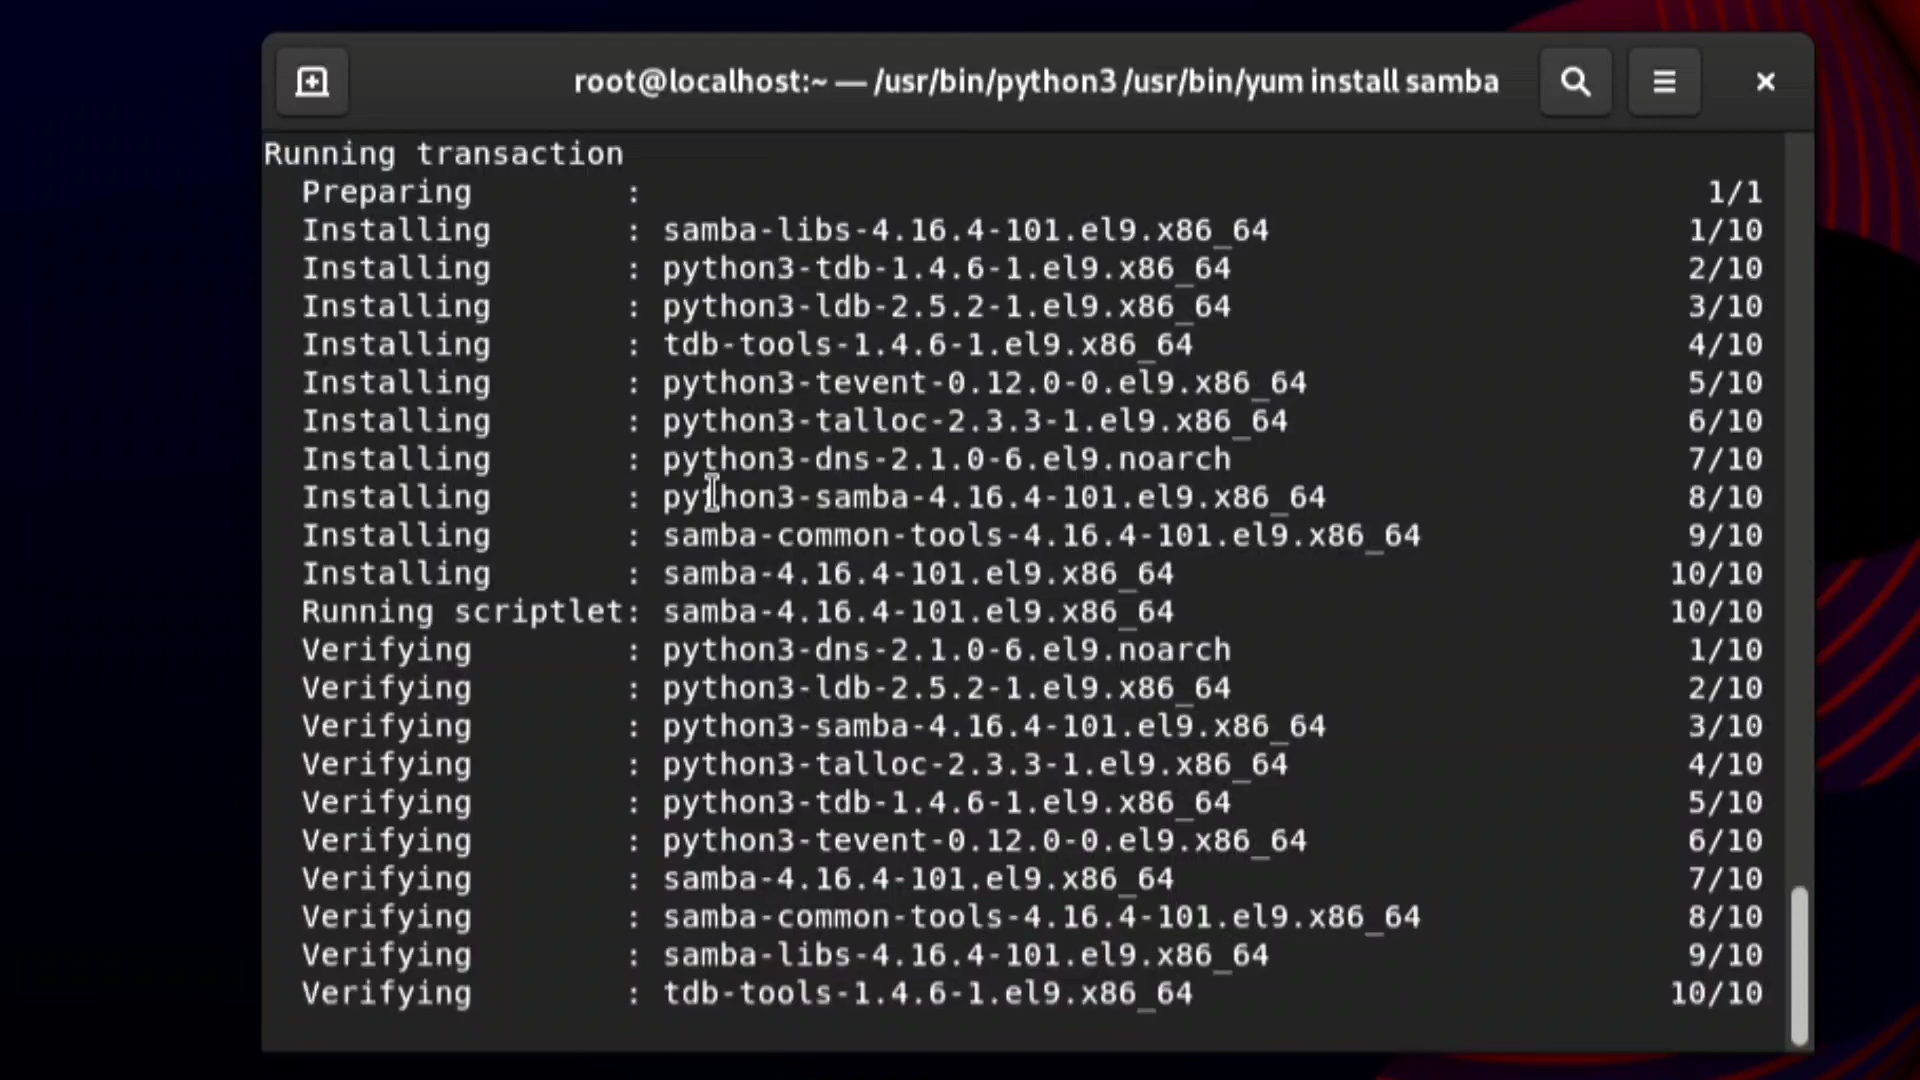 root@localhost:~ — /usr/bin/python3 /usr/bin/yum install samba
Running transaction
Preparing : 1/1
Installing : samba-libs-4.16.4-101.el9.x86_64 1/10
Installing : python3-tdb-1.4.6-1.el9.x86_64 2/10
Installing : python3-ldb-2.5.2-1.el9.x86_64 3/10
Installing : tdb-tools-1.4.6-1.el9.x86_64 4/10
Installing : python3-tevent-0.12.0-0.el9.x86_64 5/10
Installing : python3-talloc-2.3.3-1.el9.x86_64 6/10
Installing : python3-dns-2.1.0-6.el9.noarch 7/10
Installing : python3-samba-4.16.4-101.el9.x86_64 8/10
Installing : samba-common-tools-4.16.4-101.el9.x86_64 9/10
Installing : samba-4.16.4-101.el9.x86_64 10/10
Running scriptlet: samba-4.16.4-101.el9.x86_64 10/10
Verifying : python3-dns-2.1.0-6.el9.noarch 1/10
Verifying : python3-ldb-2.5.2-1.el9.x86_64 2/10
Verifying : python3-samba-4.16.4-101.el9.x86_64 3/10
Verifying : python3-talloc-2.3.3-1.el9.x86_64 4/10
Verifying : python3-tdb-1.4.6-1.el9.x86_64 5/10
Verifying : python3-tevent-0.12.0-0.el9.x86_64 6/10
Verifying : samba-4.16.4-101.el9.x86_64 7/10
Verifying : samba-common-tools-4.16.4-101.el9.x86_64 8/10
Verifying : samba-libs-4.16.4-101.el9.x86_64 9/10
Verifying : tdb-tools-1.4.6-1.el9.x86_64 10/10